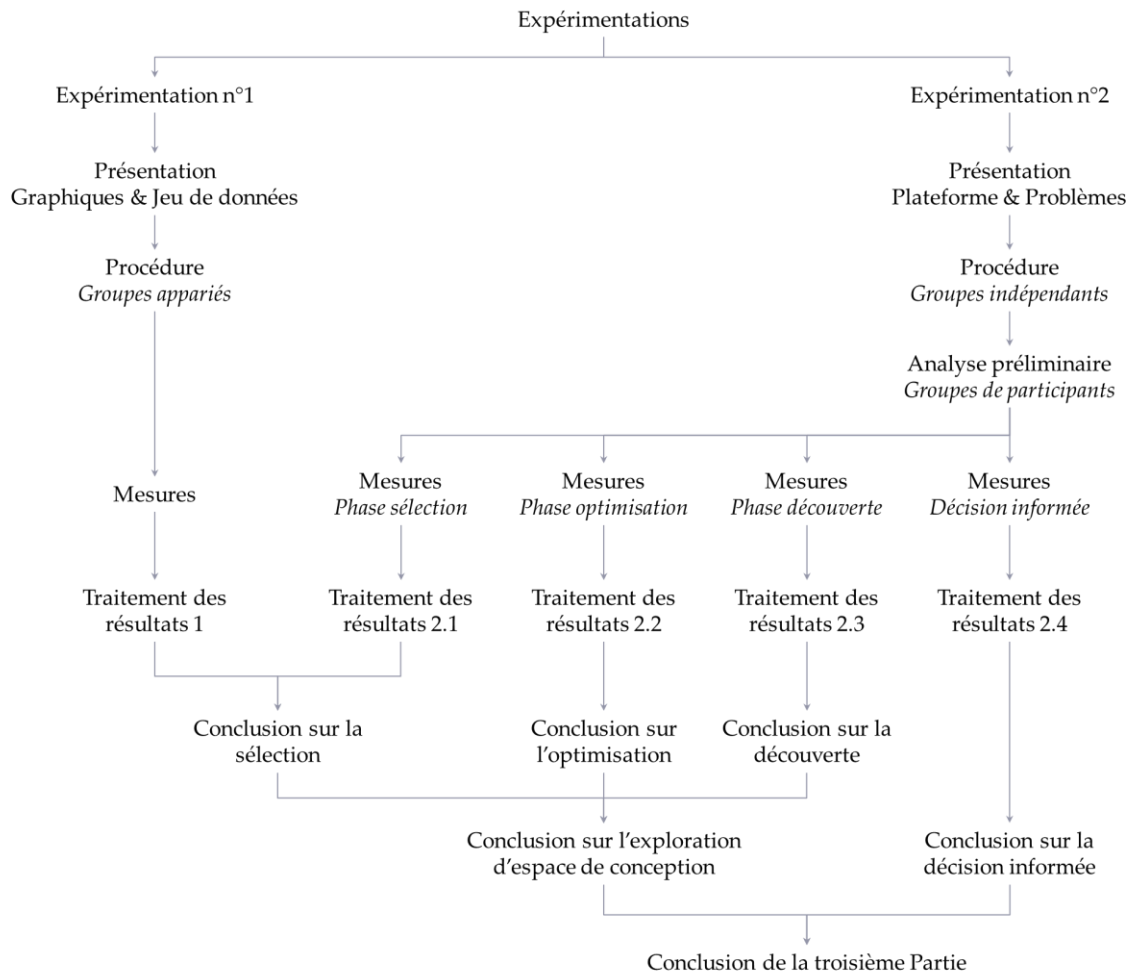 Expérimentations
Expérimentation n°1
Expérimentation n°2
Présentation
Graphiques & Jeu de données
Présentation
Plateforme & Problèmes
Procédure
Groupes appariés
Procédure
Groupes indépendants
Analyse préliminaire
Groupes de participants
Mesures
Mesures
Phase sélection
Mesures
Phase optimisation
Mesures
Phase découverte
Mesures
Décision informée
Traitement des
résultats 1
Traitement des
résultats 2.1
Traitement des
résultats 2.2
Traitement des
résultats 2.3
Traitement des
résultats 2.4
Conclusion sur la
sélection
Conclusion sur
l'optimisation
Conclusion sur la
découverte
Conclusion sur l'exploration
d'espace de conception
Conclusion sur la
décision informée
Conclusion de la troisième Partie